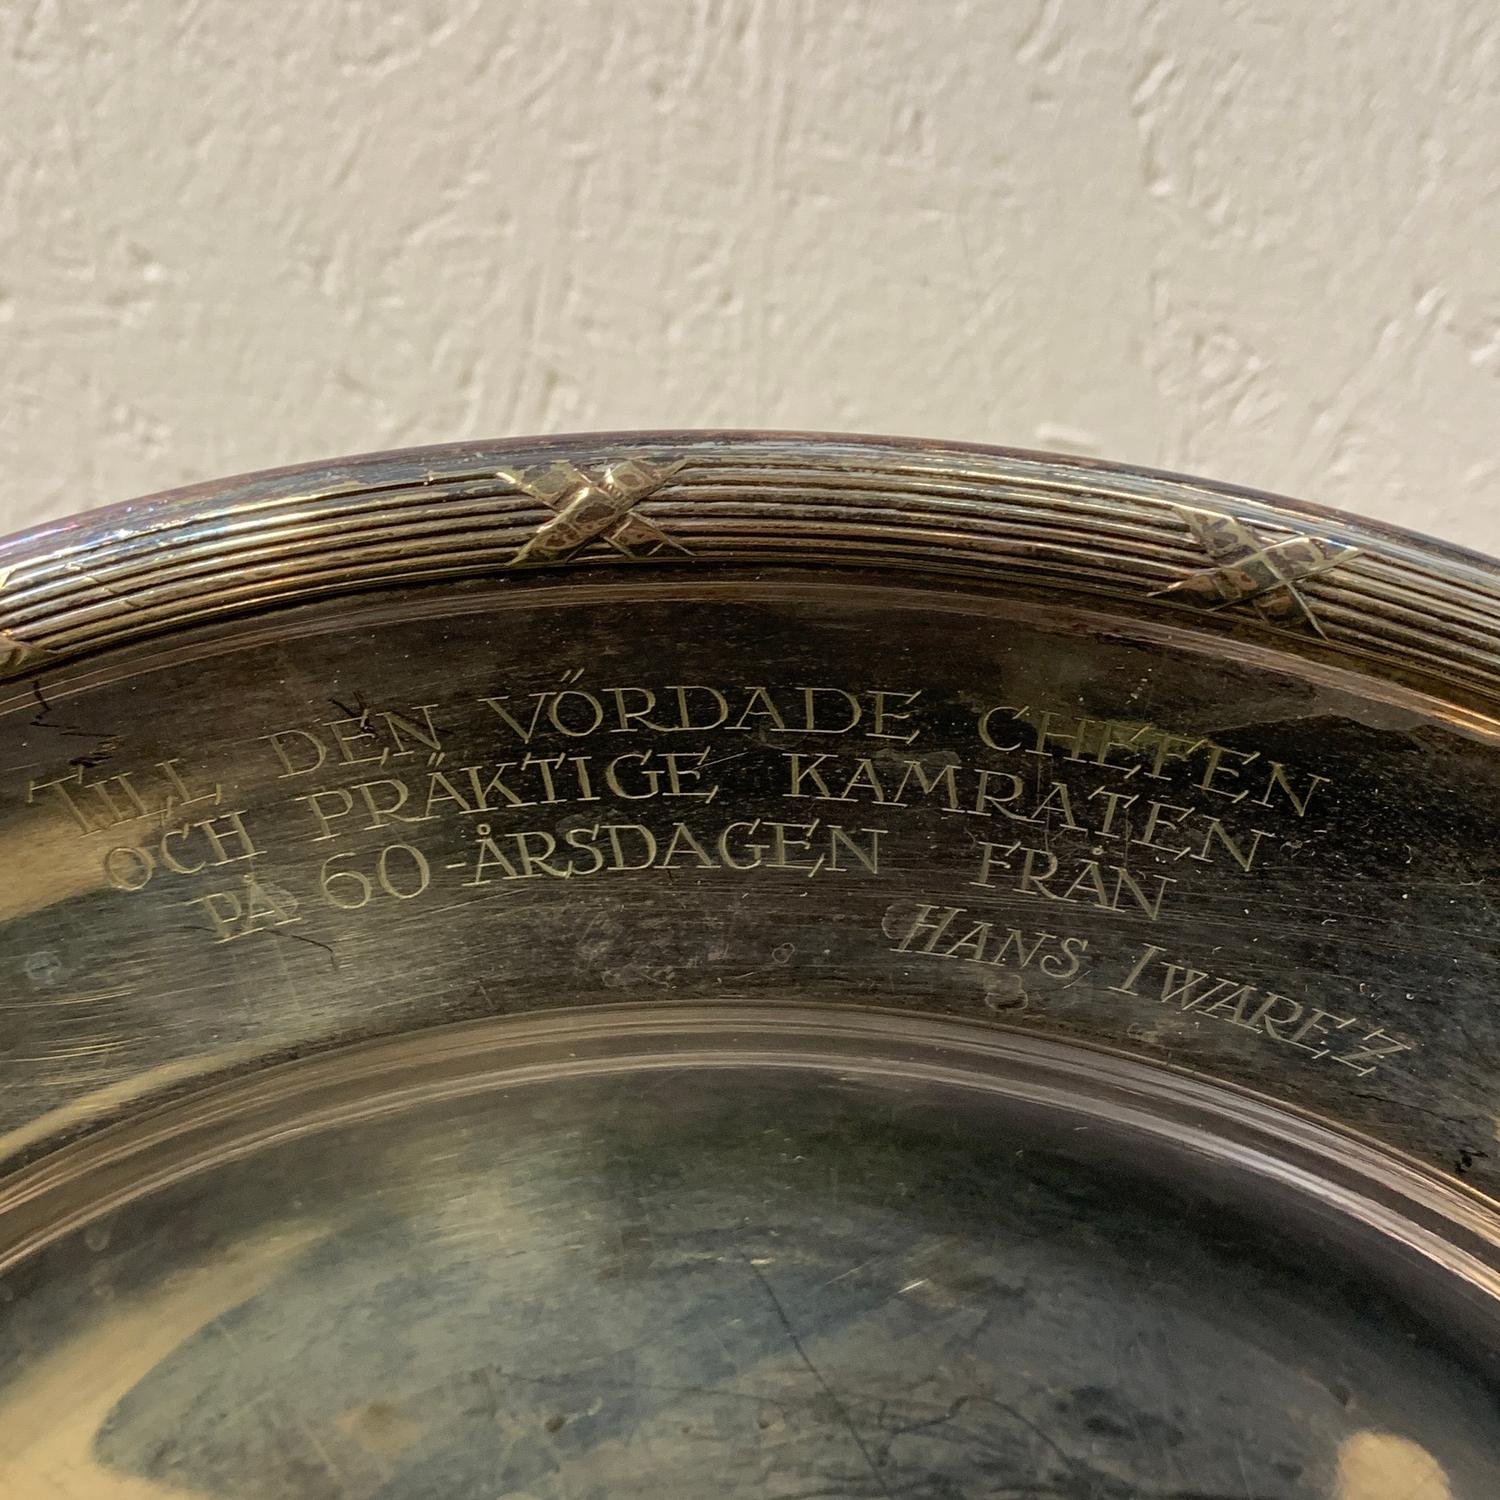 TILL DEN VÖRDADE CHEFEN
OCH PRÄKTIGE KAMRATEN
PÅ 60-ÅRSDAGEN FRÅN
HANS IWAREZ